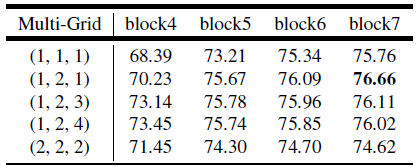 Multi-Grid block4 block5 block6 block7
(1, 1, 1) 68.39 73.21 75.34 75.76
(1, 2, 1) 70.23 75.67 76.09 76.66
(1, 2, 3) 73.14 75.78 75.96 76.11
(1, 2, 4) 73.45 75.74 75.85 76.02
(2, 2, 2) 71.45 74.30 74.70 74.62